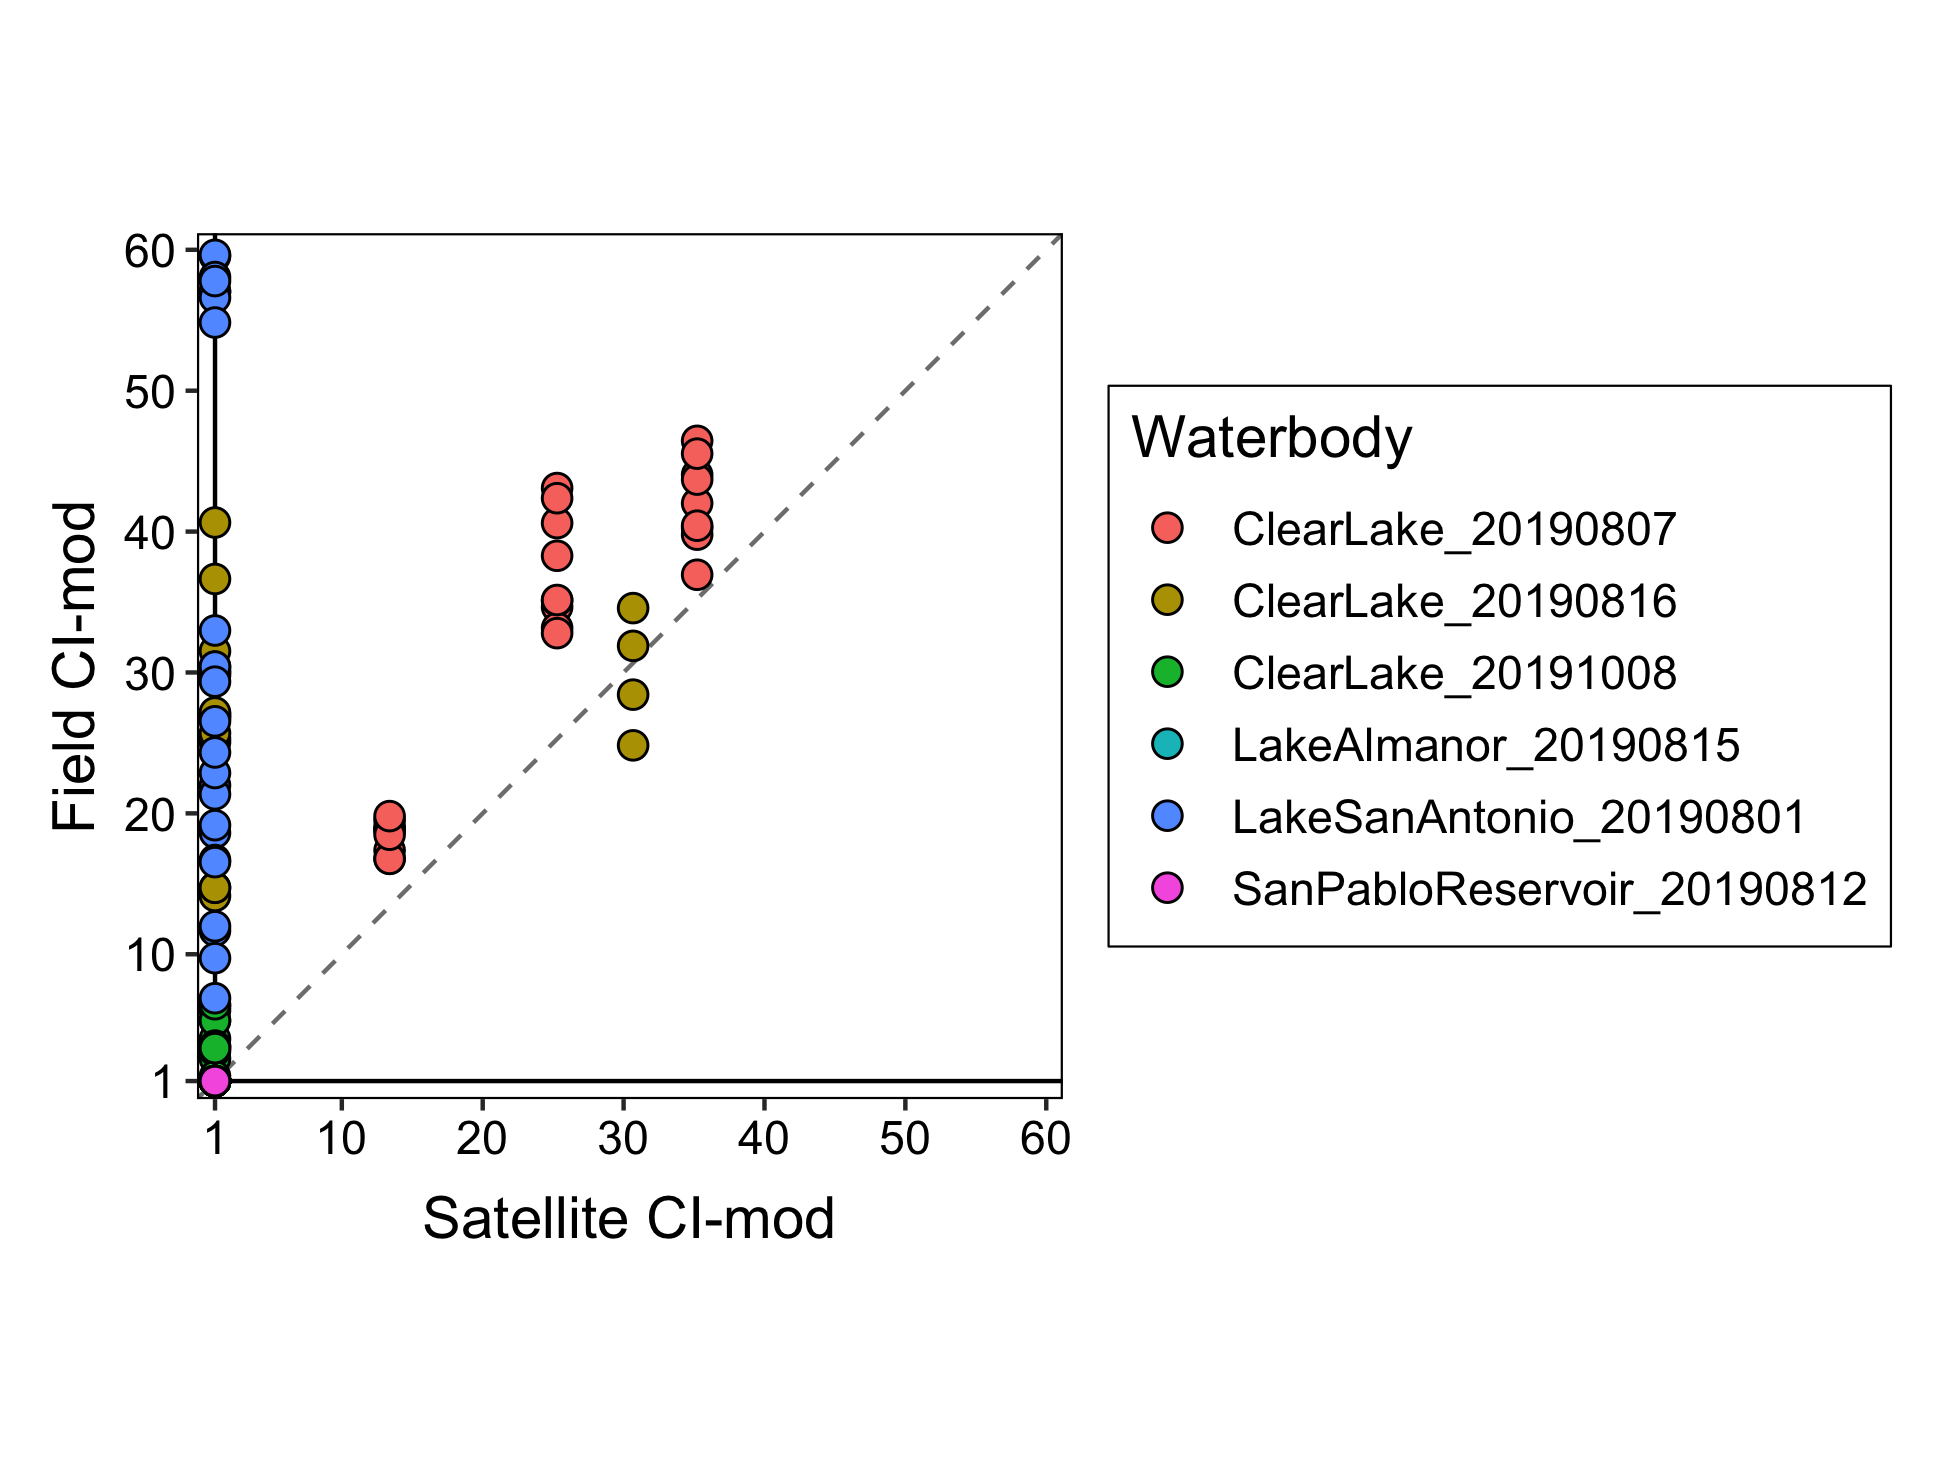 60
50
40
30
20
10
1
Field CI-mod
1 10 20 30 40 50 60
Satellite CI-mod
Waterbody
ClearLake_20190807
ClearLake_20190816
ClearLake_20191008
LakeAlmanor_20190815
LakeSanAntonio_20190801
SanPabloReservoir_20190812